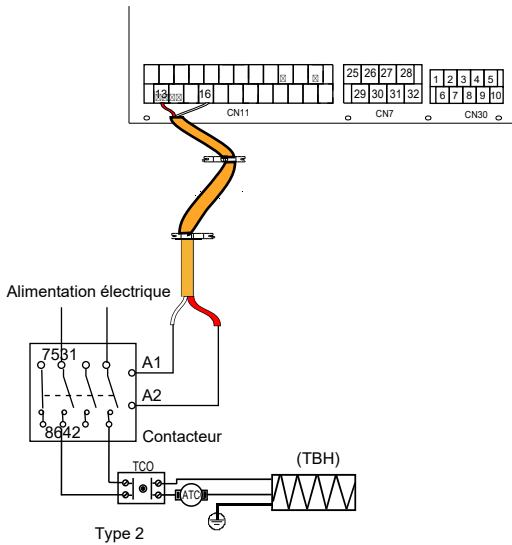 13 16
CN11
25 26 27 28
29 30 31 32
CN7
1 2 3 4 5
6 7 8 9 10
CN30
Alimentation électrique
7531
A1
A2
8642
Contacteur
TCO
ATC
(TBH)
Type 2